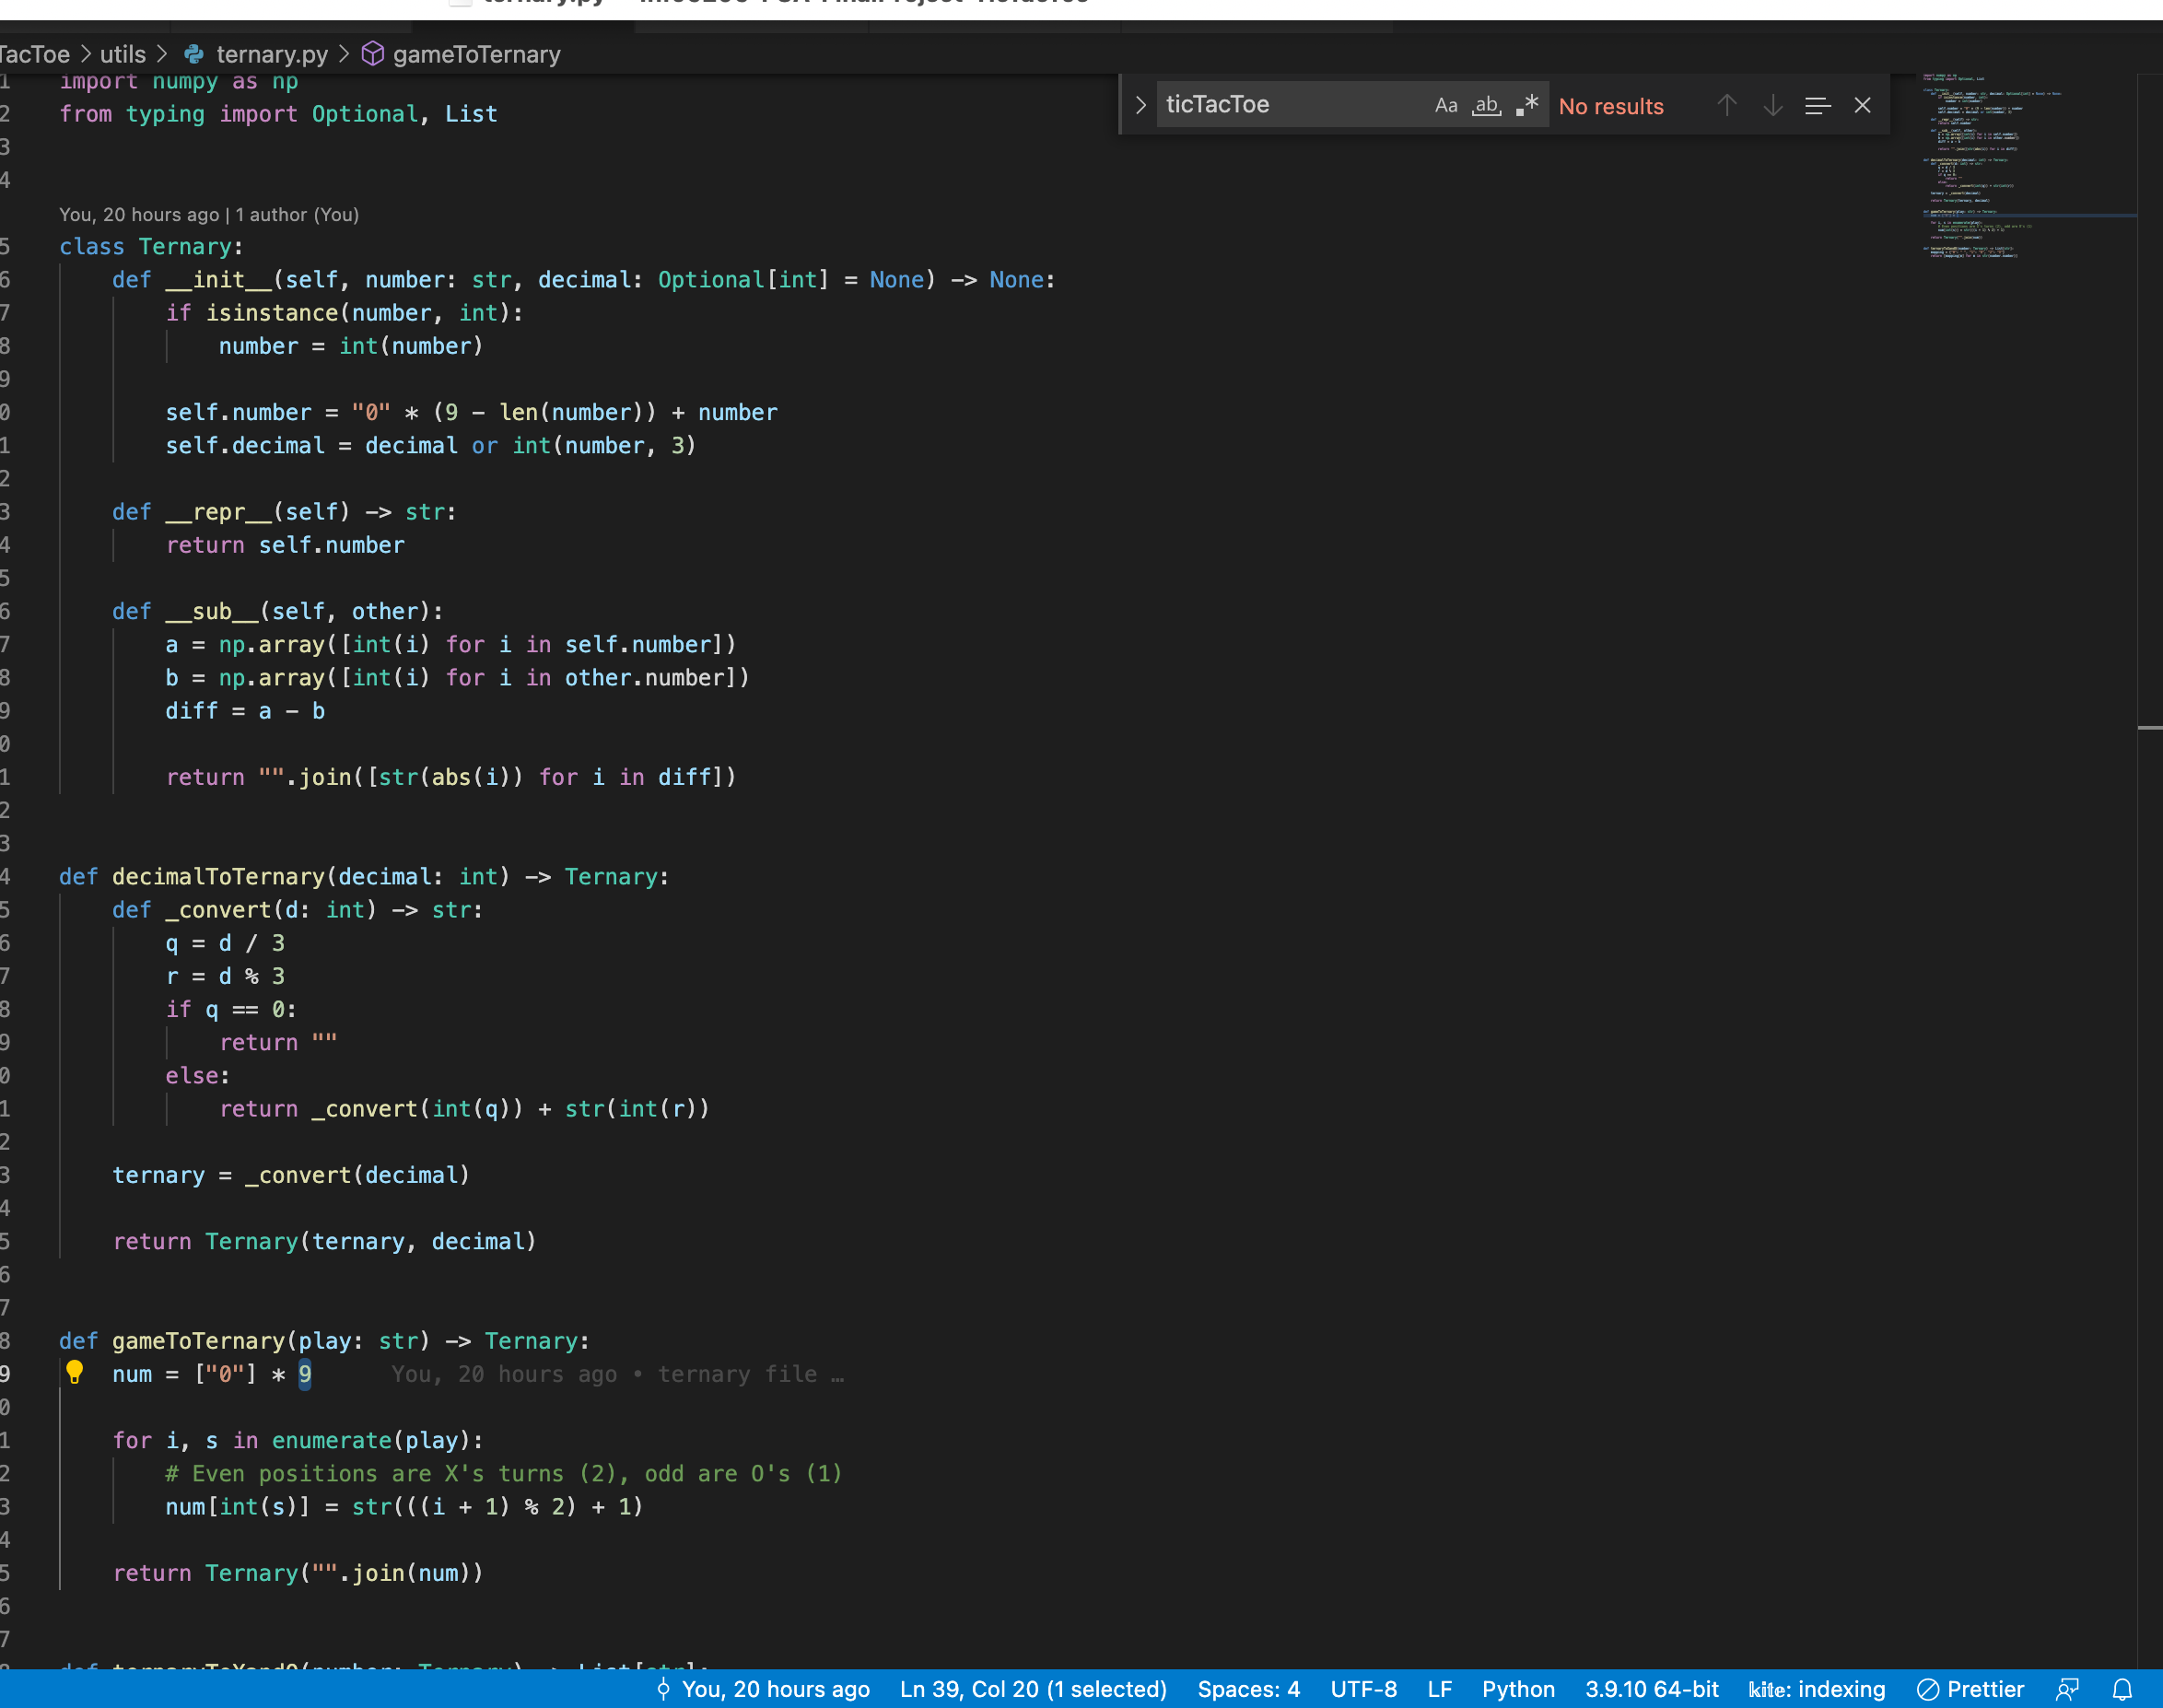 TacToe > utils > ternary.py > gameToTernary
ticTacToe Aa ab .* No results
1 import numpy as np
2 from typing import Optional, List
3
4
You, 20 hours ago | 1 author (You)
5 class Ternary:
6 def __init__(self, number: str, decimal: Optional[int] = None) -> None:
7 if isinstance(number, int):
8 number = int(number)
9
0 self.number = "0" * (9 - len(number)) + number
1 self.decimal = decimal or int(number, 3)
2
3 def __repr__(self) -> str:
4 return self.number
5
6 def __sub__(self, other):
7 a = np.array([int(i) for i in self.number])
8 b = np.array([int(i) for i in other.number])
9 diff = a - b
0
1 return "".join([str(abs(i)) for i in diff])
2
3
4 def decimalToTernary(decimal: int) -> Ternary:
5 def _convert(d: int) -> str:
6 q = d / 3
7 r = d % 3
8 if q == 0:
9 return ""
0 else:
1 return _convert(int(q)) + str(int(r))
2
3 ternary = _convert(decimal)
4
5 return Ternary(ternary, decimal)
6
7
8 def gameToTernary(play: str) -> Ternary:
9 num = ["0"] * 9 You, 20 hours ago • ternary file …
0
1 for i, s in enumerate(play):
2 # Even positions are X's turns (2), odd are O's (1)
3 num[int(s)] = str(((i + 1) % 2) + 1)
4
5 return Ternary("".join(num))
6
7
You, 20 hours ago Ln 39, Col 20 (1 selected) Spaces: 4 UTF-8 LF Python 3.9.10 64-bit kite: indexing Prettier